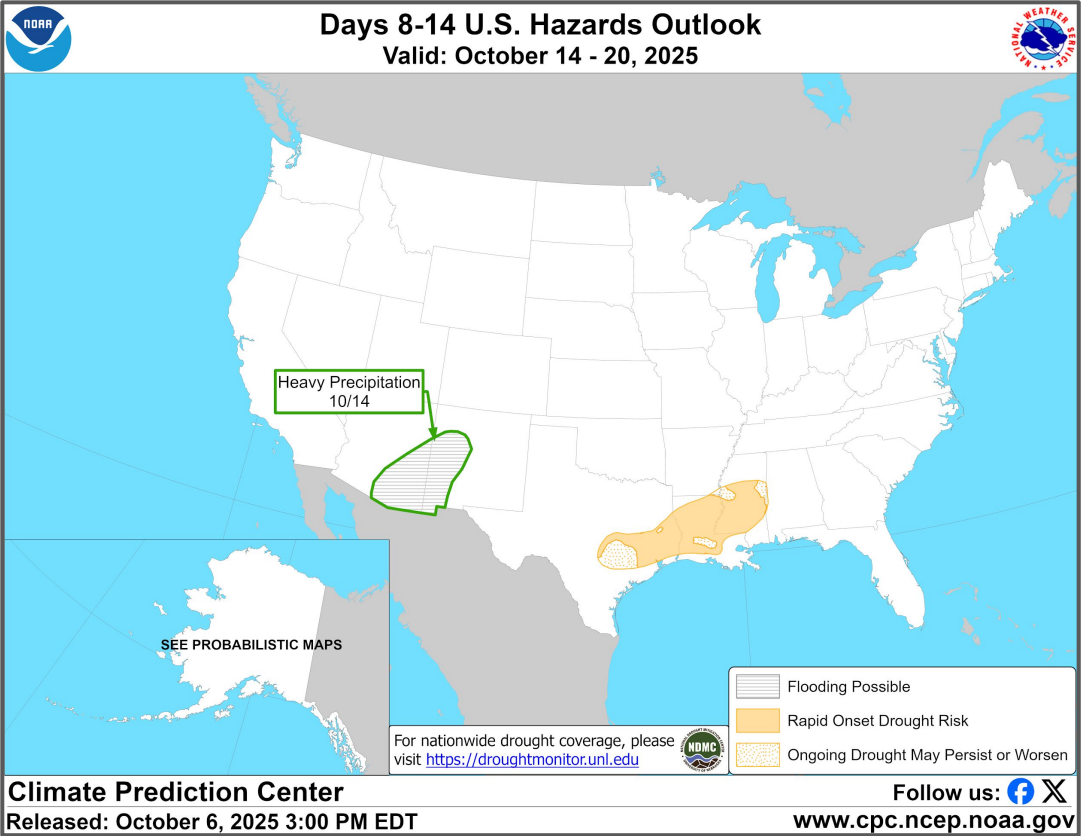 NOAA
Days 8-14 U.S. Hazards Outlook
Valid: October 14 - 20, 2025
NATIONAL WEATHER SERVICE
Heavy Precipitation
10/14
SEE PROBABILISTIC MAPS
For nationwide drought coverage, please
visit https://droughtmonitor.unl.edu
NDMC
Flooding Possible
Rapid Onset Drought Risk
Ongoing Drought May Persist or Worsen
Climate Prediction Center
Follow us:
Released: October 6, 2025 3:00 PM EDT
www.cpc.ncep.noaa.gov